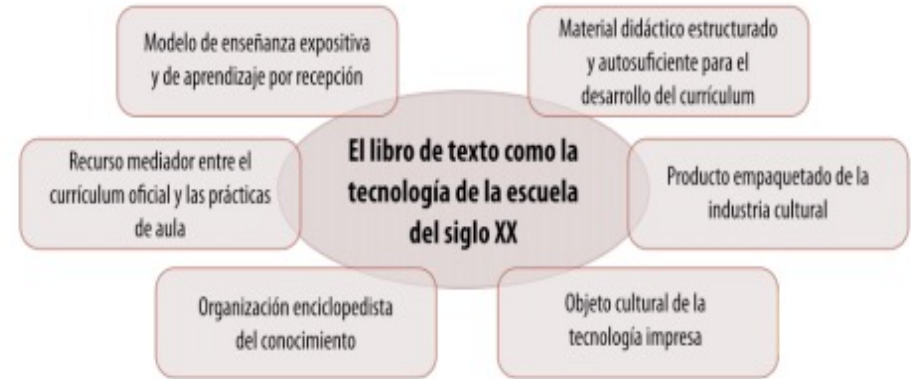 Modelo de enseñanza expositiva
y de aprendizaje por recepción
Material didáctico estructurado
y autosuficiente para el
desarrollo del currículum
Recurso mediador entre el
currículum oficial y las prácticas
de aula
El libro de texto como la
tecnología de la escuela
del siglo XX
Producto empaquetado de la
industria cultural
Organización enciclopedista
del conocimiento
Objeto cultural de la
tecnología impresa